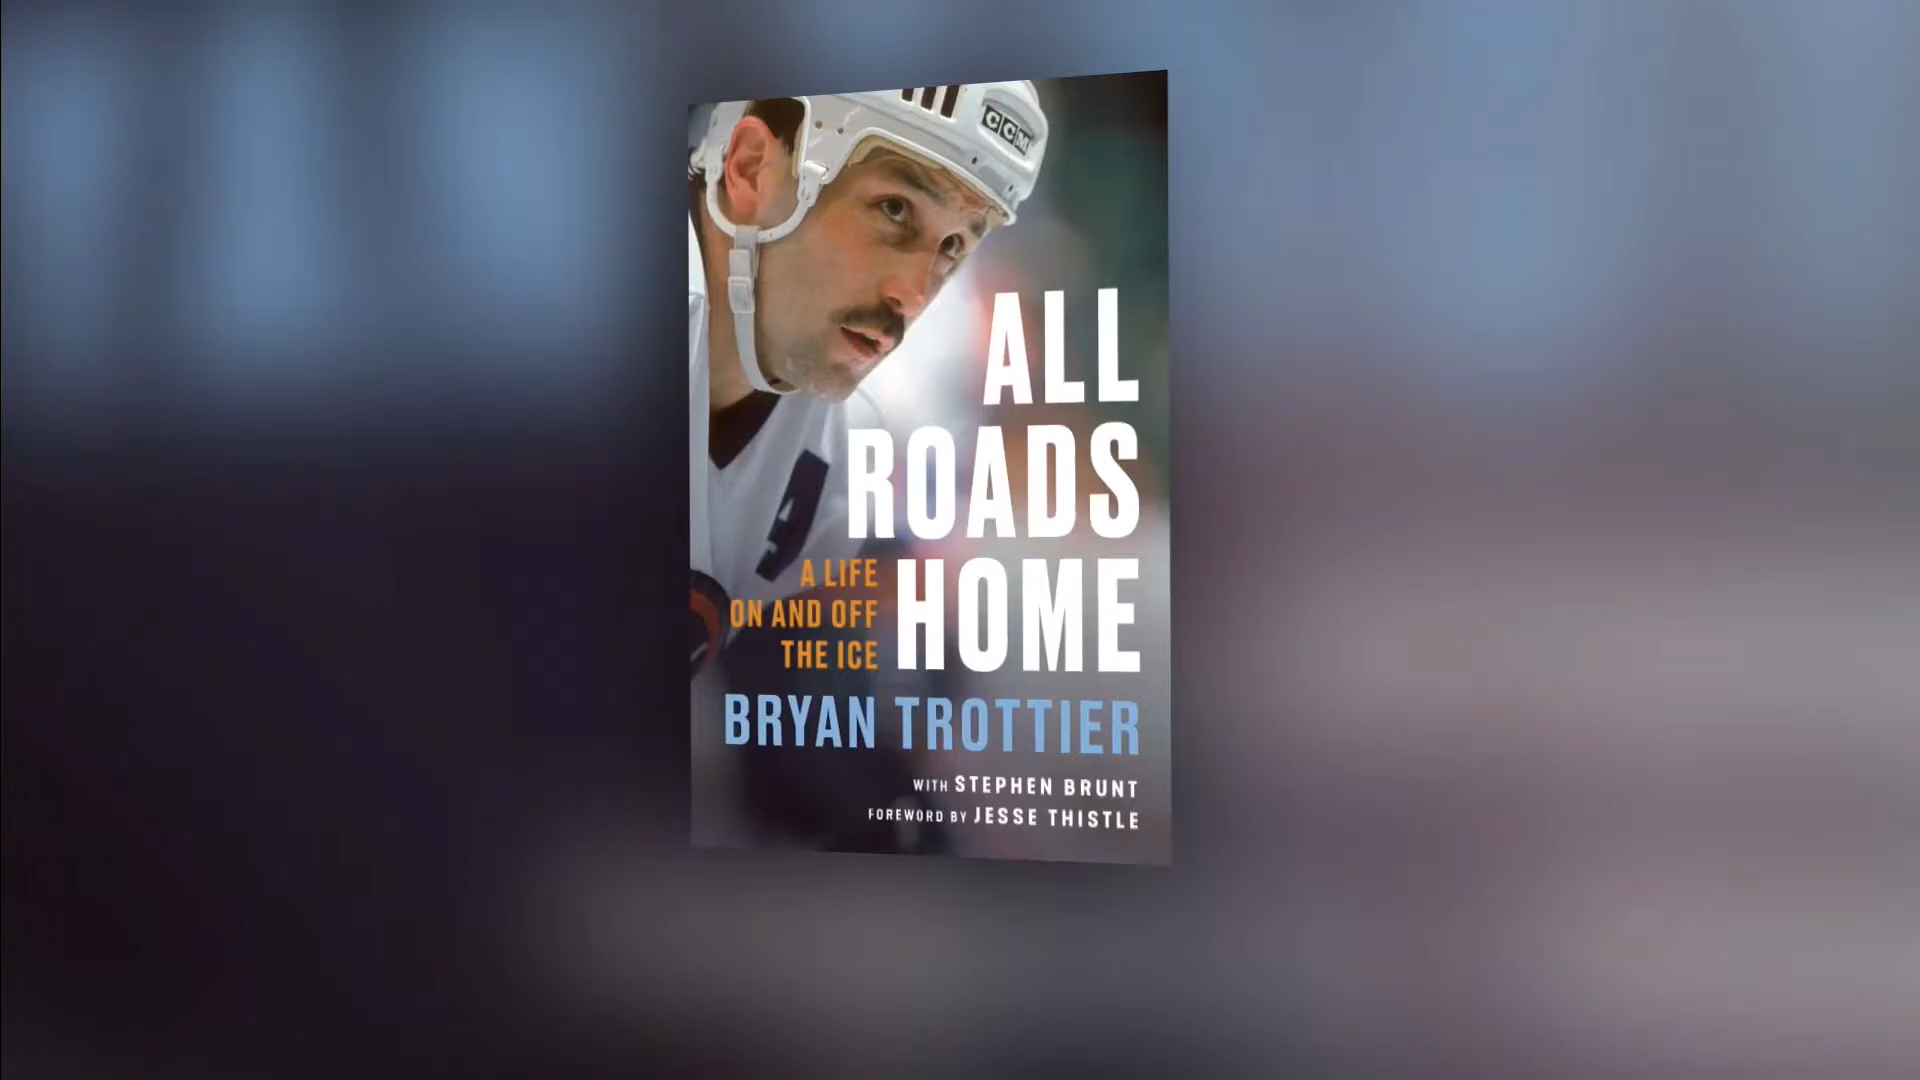 CCM
ALL
ROADS
HOME
A LIFE
ON AND OFF
THE ICE
A
BRYAN TROTTIER
WITH STEPHEN BRUNT
FOREWORD BY JESSE THISTLE